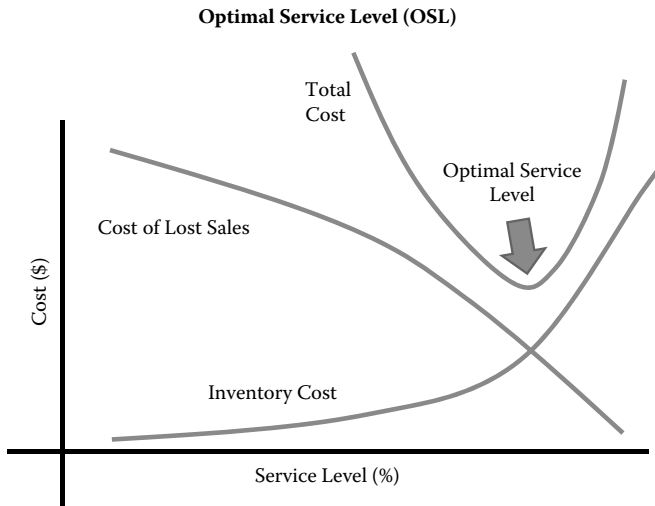 Optimal Service Level (OSL)
Total
Cost
Optimal Service
Level
Cost of Lost Sales
Cost ($)
Inventory Cost
Service Level (%)